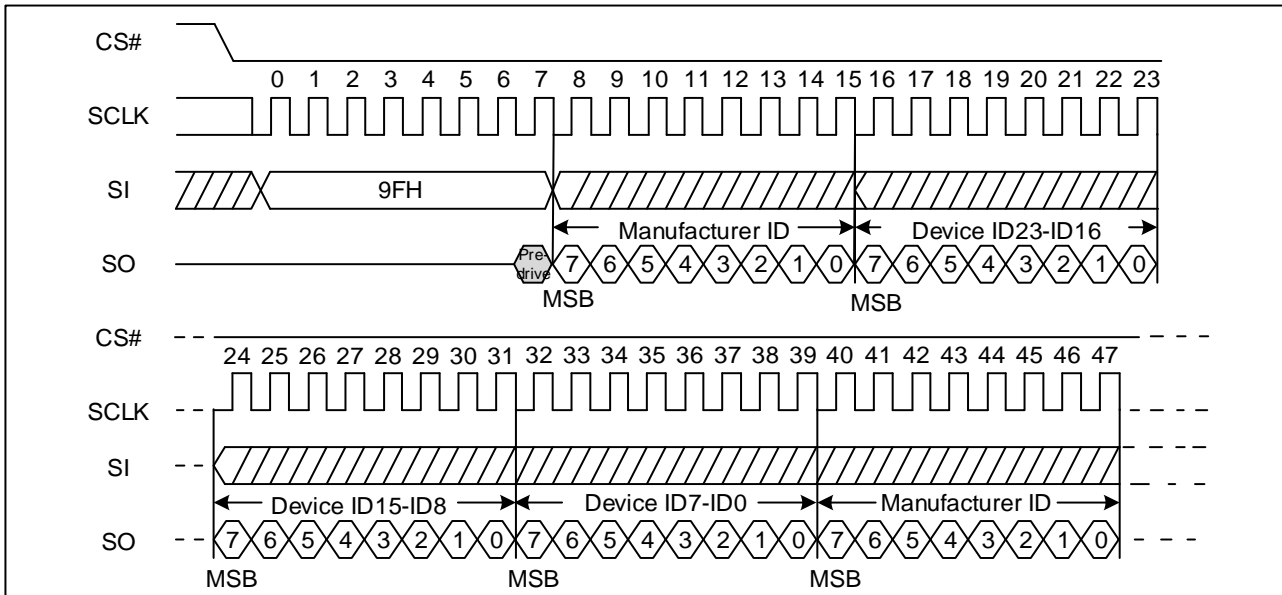 CS#
0 1 2 3 4 5 6 7 8 9 10 11 12 13 14 15 16 17 18 19 20 21 22 23
SCLK
SI 9FH
Manufacturer ID Device ID23-ID16
SO Pre-drive 7 6 5 4 3 2 1 0 7 6 5 4 3 2 1 0
MSB MSB
CS#
24 25 26 27 28 29 30 31 32 33 34 35 36 37 38 39 40 41 42 43 44 45 46 47
SCLK
SI
Device ID15-ID8 Device ID7-ID0 Manufacturer ID
SO 7 6 5 4 3 2 1 0 7 6 5 4 3 2 1 0 7 6 5 4 3 2 1 0
MSB MSB MSB